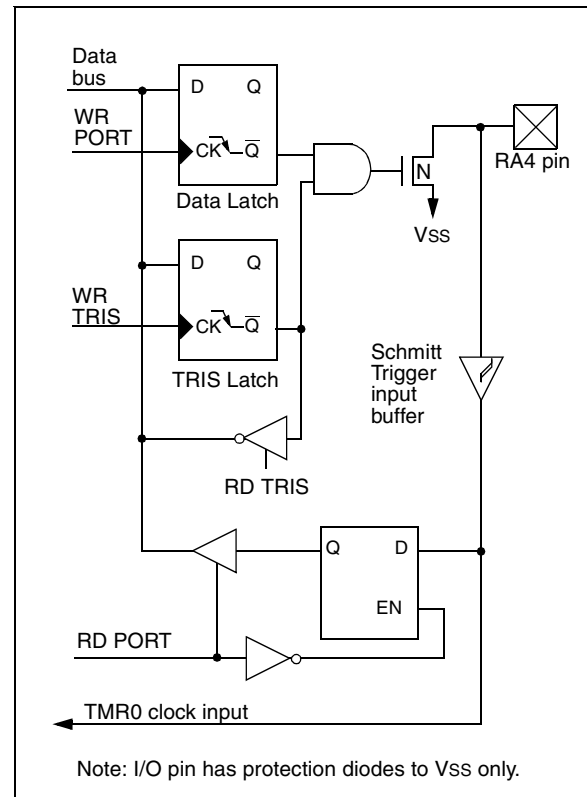 Data
bus
D Q
WR
PORT
CK Q̅
N
RA4 pin
Data Latch
VSS
D Q
WR
TRIS
CK Q̅
Schmitt
Trigger
input
buffer
TRIS Latch
RD TRIS
Q D
EN
RD PORT
TMR0 clock input
Note: I/O pin has protection diodes to VSS only.